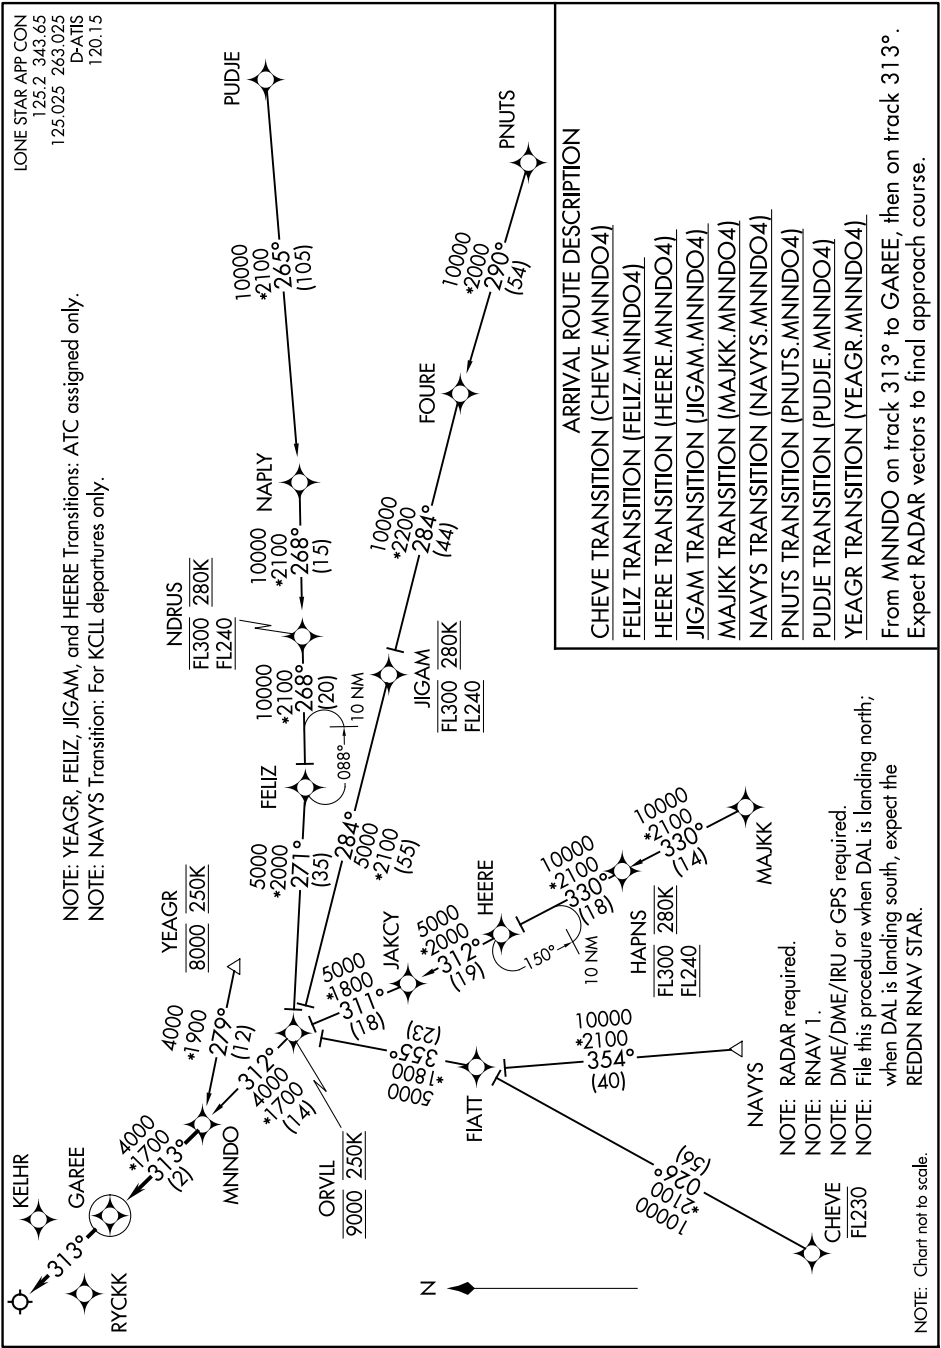 LONE STAR APP CON
125.2 343.65
125.025 263.025
D-ATIS
120.15
NOTE: YEAGR, FELIZ, JIGAM, and HEERE Transitions: ATC assigned only.
NOTE: NAVYS Transition: For KCLL departures only.
KELHR
GAREE
RYCKK
313°
4000
*1700
313°
(2)
MNNDO
4000
*1900
279°
(12)
YEAGR
8000 250K
312°
4000
*1700
(14)
ORVLL
9000 250K
5000
*2000
271°
(35)
FELIZ
088°
10 NM
10000
*2100
268°
(20)
NDRUS
FL300 280K
FL240
10000
*2100
268°
(15)
NAPLY
10000
*2100
265°
(105)
PUDJE
284°
5000
*2100
(55)
JIGAM
FL300 280K
FL240
10000
*2200
284°
(44)
FOURE
10000
*2000
290°
(54)
PNUTS
5000
*1800
311°
(18)
JAKCY
5000
*2000
312°
(19)
HEERE
150°
10 NM
10000
*2100
330°
(18)
HAPNS
FL300 280K
FL240
10000
*2100
330°
(14)
MAJKK
5000
*1800
355°
(23)
FIATT
10000
*2100
354°
(40)
NAVYS
10000
*2100
026°
(56)
CHEVE
FL230
N
NOTE: RADAR required.
NOTE: RNAV 1.
NOTE: DME/DME/IRU or GPS required.
NOTE: File this procedure when DAL is landing north;
when DAL is landing south, expect the
REDDN RNAV STAR.
NOTE: Chart not to scale.
ARRIVAL ROUTE DESCRIPTION
CHEVE TRANSITION (CHEVE.MNNDO4)
FELIZ TRANSITION (FELIZ.MNNDO4)
HEERE TRANSITION (HEERE.MNNDO4)
JIGAM TRANSITION (JIGAM.MNNDO4)
MAJKK TRANSITION (MAJKK.MNNDO4)
NAVYS TRANSITION (NAVYS.MNNDO4)
PNUTS TRANSITION (PNUTS.MNNDO4)
PUDJE TRANSITION (PUDJE.MNNDO4)
YEAGR TRANSITION (YEAGR.MNNDO4)
From MNNDO on track 313° to GAREE, then on track 313°.
Expect RADAR vectors to final approach course.